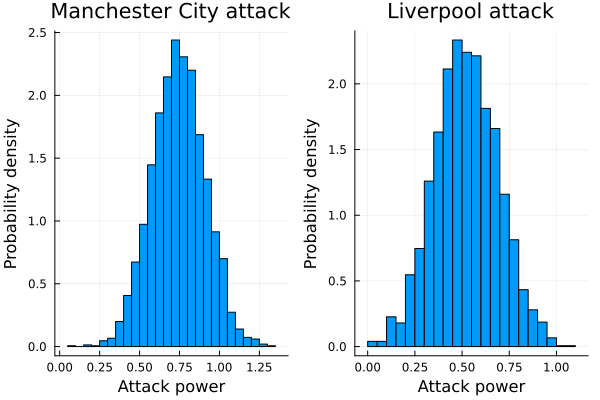 Manchester City attack
Probability density
2.5
2.0
1.5
1.0
0.5
0.0
0.00 0.25 0.50 0.75 1.00 1.25
Attack power
Liverpool attack
Probability density
2.0
1.5
1.0
0.5
0.0
0.00 0.25 0.50 0.75 1.00
Attack power